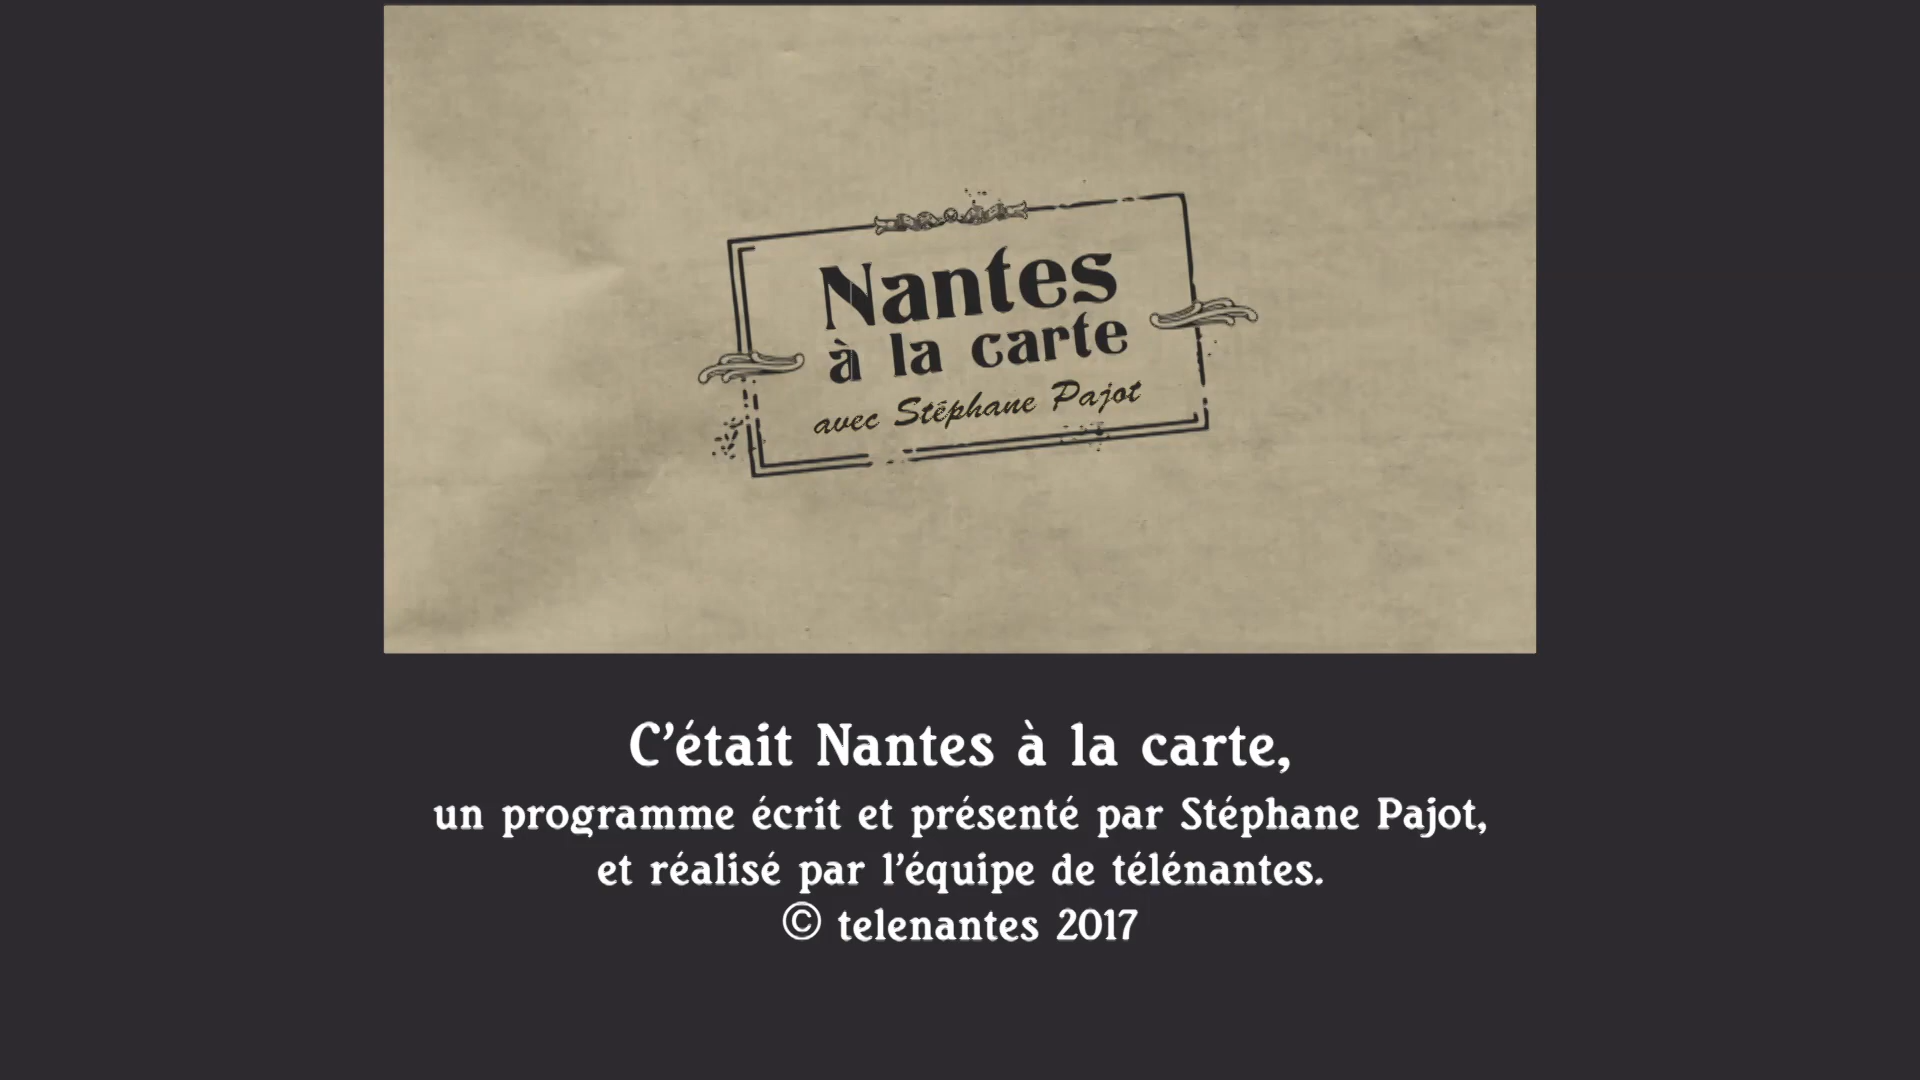 Nantes
à la carte
avec Stéphane Pajot
C’était Nantes à la carte,
un programme écrit et présenté par Stéphane Pajot,
et réalisé par l’équipe de télénantes.
© telenantes 2017